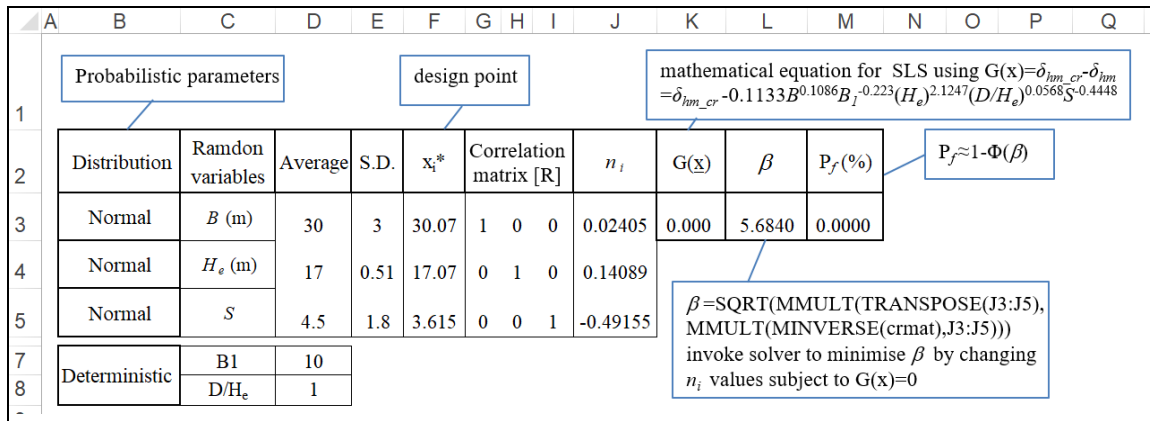 A B C D E F G H I J K L M N O P Q
Probabilistic parameters
design point
mathematical equation for SLS using G(x)=δhm_cr-δhm
=δhm_cr -0.1133B^0.1086B1^-0.223(He)^2.1247(D/He)^0.0568S^-0.4448
1
2 Distribution Ramdon variables Average S.D. xi* Correlation matrix [R] ni G(x) β Pf(%)
Pf≈1-Φ(β)
3 Normal B (m) 30 3 30.07 1 0 0 0.02405 0.000 5.6840 0.0000
4 Normal He (m) 17 0.51 17.07 0 1 0 0.14089
5 Normal S 4.5 1.8 3.615 0 0 1 -0.49155
β=SQRT(MMULT(TRANSPOSE(J3:J5),
MMULT(MINVERSE(crmat),J3:J5)))
invoke solver to minimise β by changing
ni values subject to G(x)=0
7 Deterministic B1 10
8 D/He 1